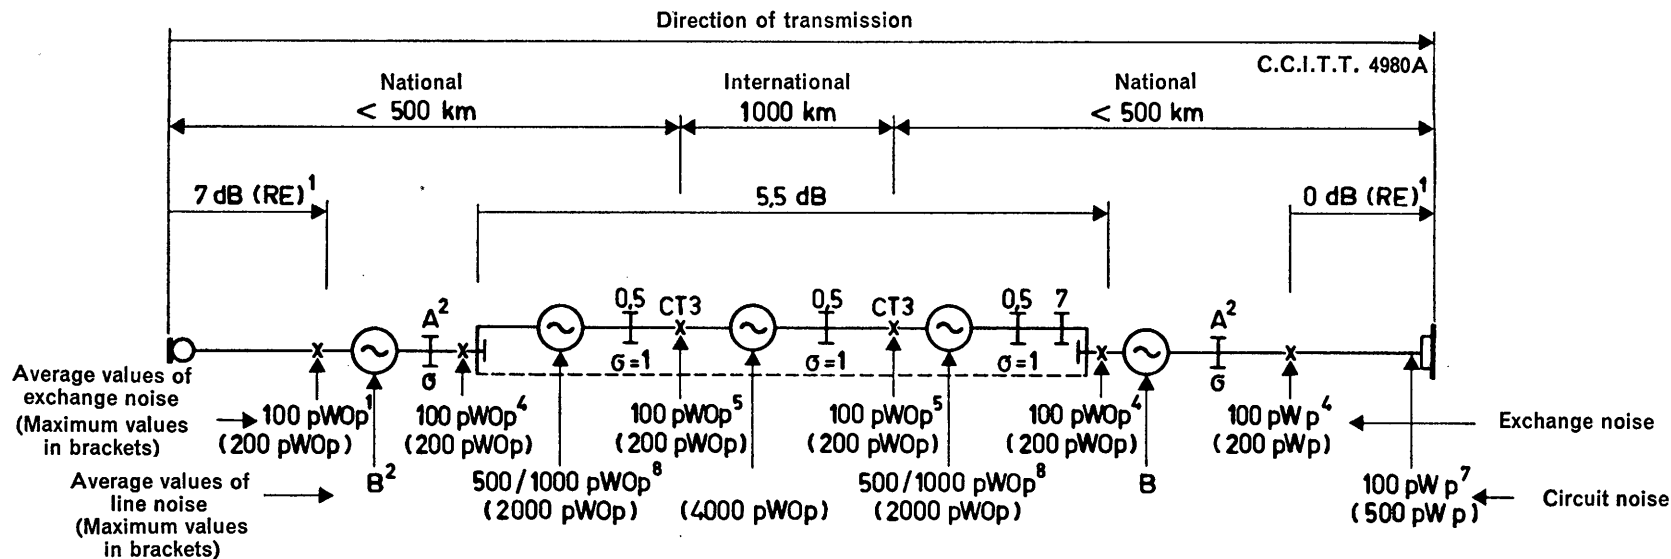 Direction of transmission
C.C.I.T.T. 4980A
National
< 500 km
International
1000 km
National
< 500 km
7 dB (RE)¹
5,5 dB
0 dB (RE)¹
A²
σ
0,5
σ=1
CT3
0,5
σ=1
CT3
0,5
7
σ=1
A²
σ
Average values of
exchange noise
(Maximum values
in brackets)
100 pWOp¹
(200 pWOp)
100 pWOp⁴
(200 pWOp)
100 pWOp⁵
(200 pWOp)
100 pWOp⁵
(200 pWOp)
100 pWOp⁴
(200 pWOp)
100 pW p⁴
(200 pWp)
Exchange noise
Average values of
line noise
(Maximum values
in brackets)
B²
500/1000 pWOp⁸
(2000 pWOp)
(4000 pWOp)
500/1000 pWOp⁸
(2000 pWOp)
B
100 pW p⁷
(500 pW p)
Circuit noise